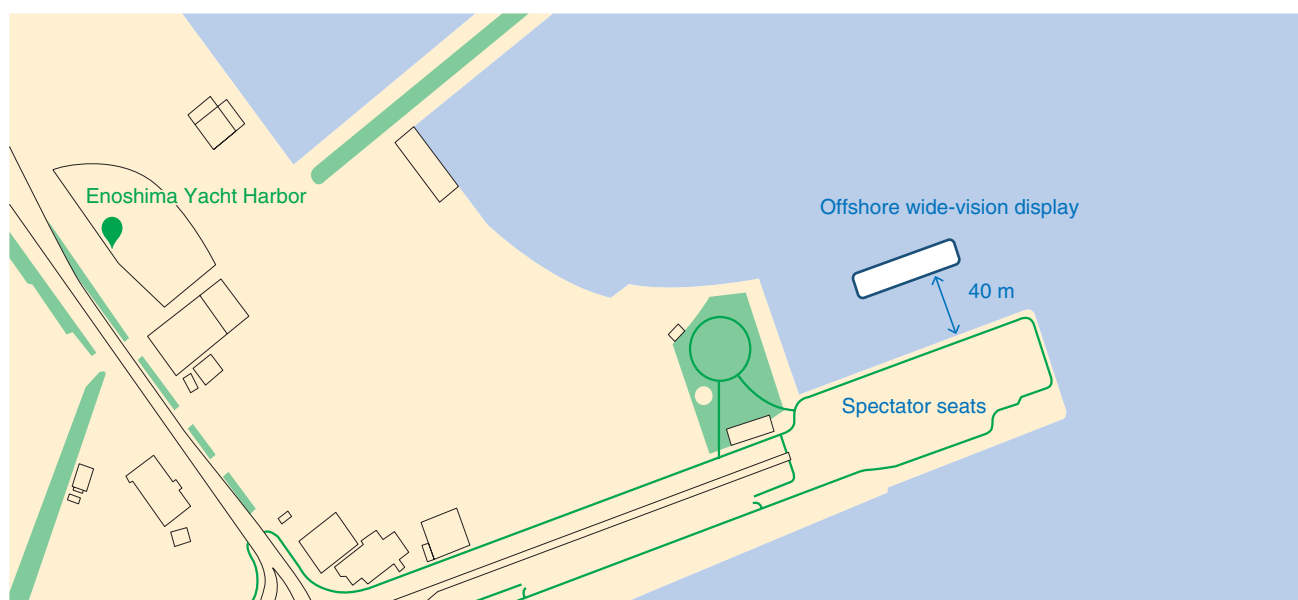 Enoshima Yacht Harbor
Offshore wide-vision display
40 m
Spectator seats